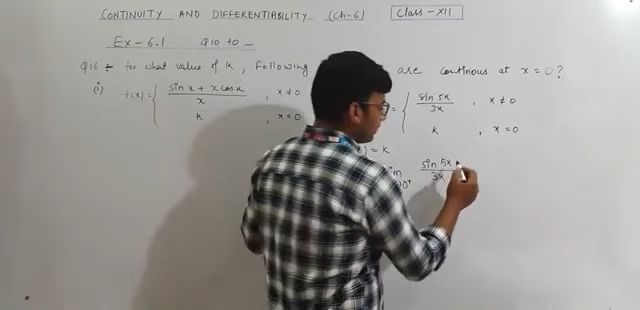 CONTINUITY AND DIFFERENTIABILITY (Ch-6) Class-XII
Ex-6.1 Q10 to -
Q16 ÷ for what value of k, Following are continous at x = 0?
(i) f(x) = { sin x + x cos x / x , x ≠ 0 = { sin 5x / 3x , x ≠ 0
k , x = 0 k , x = 0
) = k
sin 5x / 3x